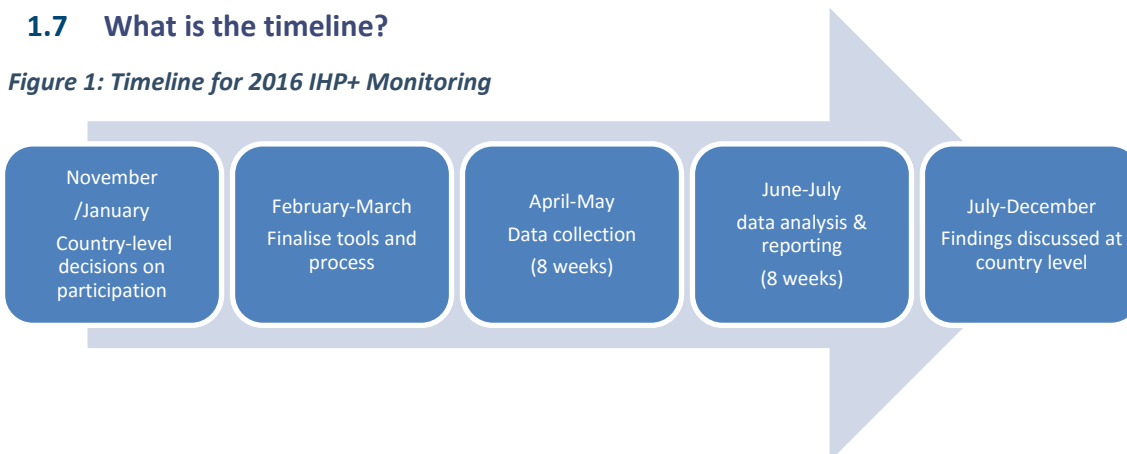 1.7 What is the timeline?
Figure 1: Timeline for 2016 IHP+ Monitoring
November
/January
Country-level
decisions on
participation
February-March
Finalise tools and
process
April-May
Data collection
(8 weeks)
June-July
data analysis &
reporting
(8 weeks)
July-December
Findings discussed at
country level